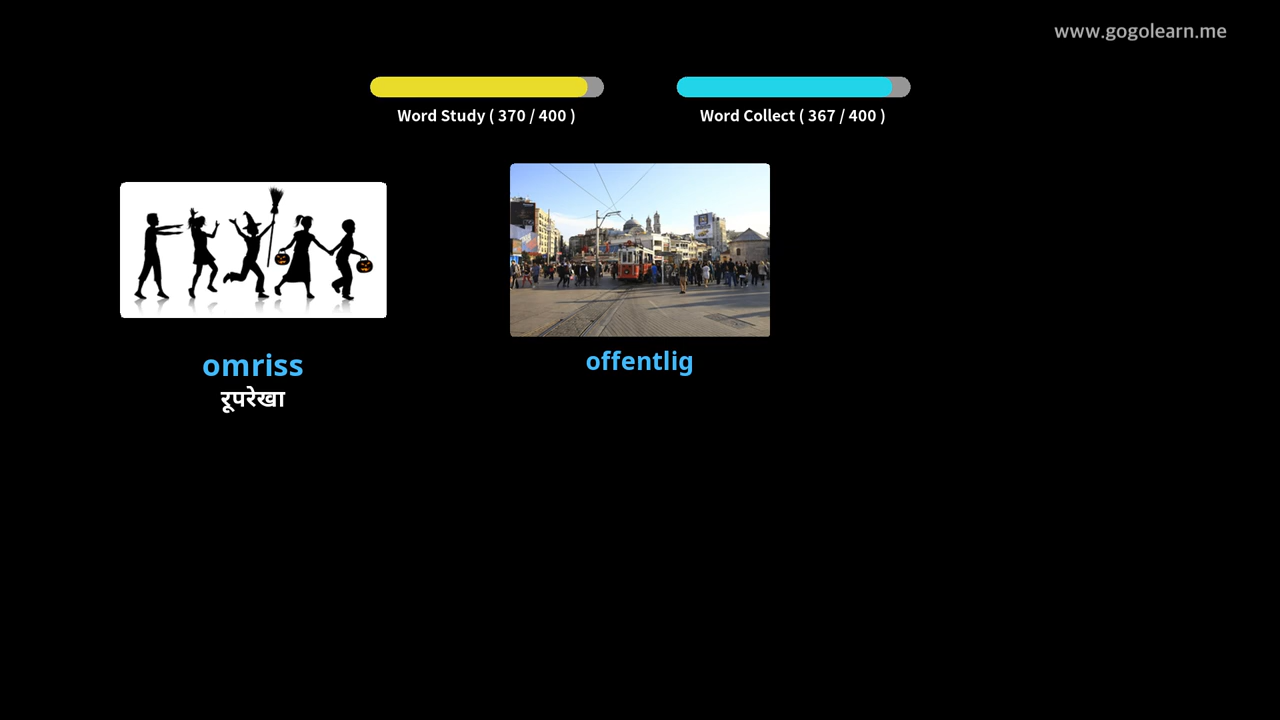 www.gogolearn.me
Word Study ( 370 / 400 )
Word Collect ( 367 / 400 )
omriss
रूपरेखा
offentlig